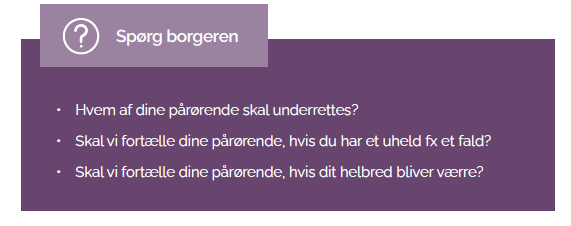 Spørg borgeren
• Hvem af dine pårørende skal underrettes?
• Skal vi fortælle dine pårørende, hvis du har et uheld fx et fald?
• Skal vi fortælle dine pårørende, hvis dit helbred bliver værre?